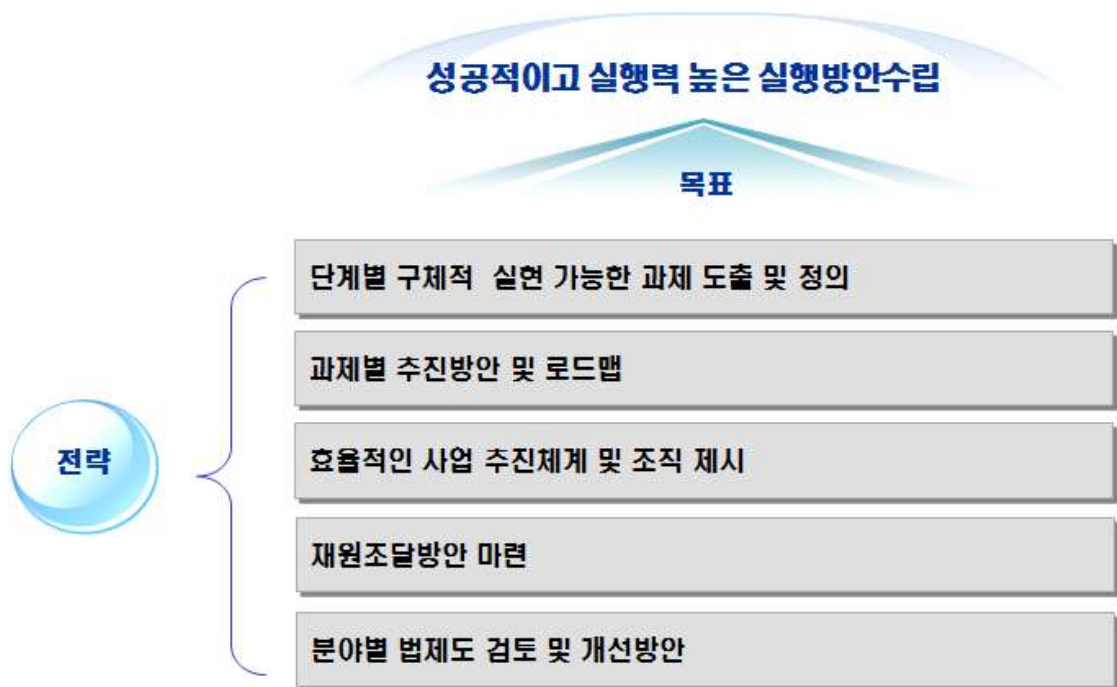 성공적이고 실행력 높은 실행방안수립
목표
단계별 구체적 실현 가능한 과제 도출 및 정의
과제별 추진방안 및 로드맵
전략
효율적인 사업 추진체계 및 조직 제시
재원조달방안 마련
분야별 법제도 검토 및 개선방안